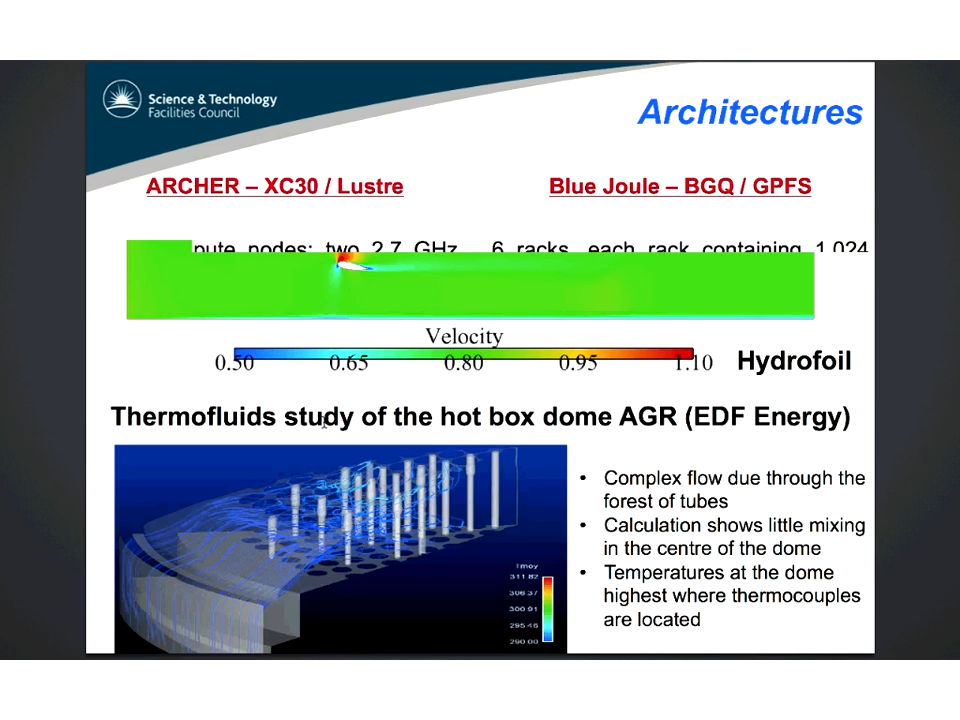 Science & Technology
Facilities Council
Architectures
ARCHER – XC30 / Lustre
Blue Joule – BGQ / GPFS
pute nodes: two 2.7 GHz
6 racks, each rack containing 1,024
Velocity
0.50 0.65 0.80 0.95 1.10
Hydrofoil
Thermofluids study of the hot box dome AGR (EDF Energy)
• Complex flow due through the
forest of tubes
• Calculation shows little mixing
in the centre of the dome
• Temperatures at the dome
highest where thermocouples
are located
Tmoy
311.82
306.37
300.91
295.46
290.00